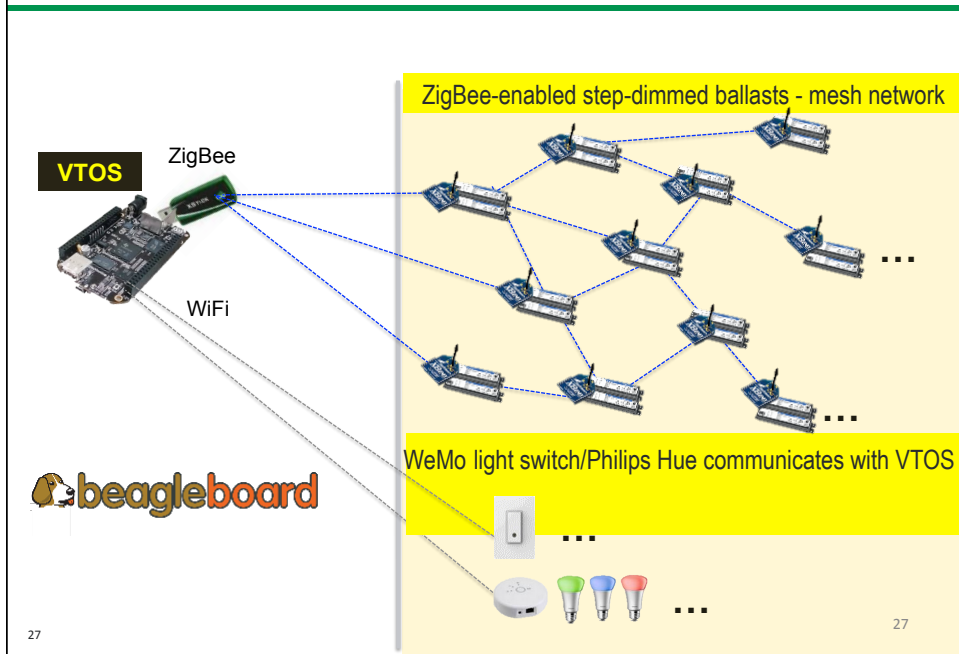 ZigBee-enabled step-dimmed ballasts - mesh network
VTOS
ZigBee
WiFi
...
...
WeMo light switch/Philips Hue communicates with VTOS
beagleboard
...
...
27
27